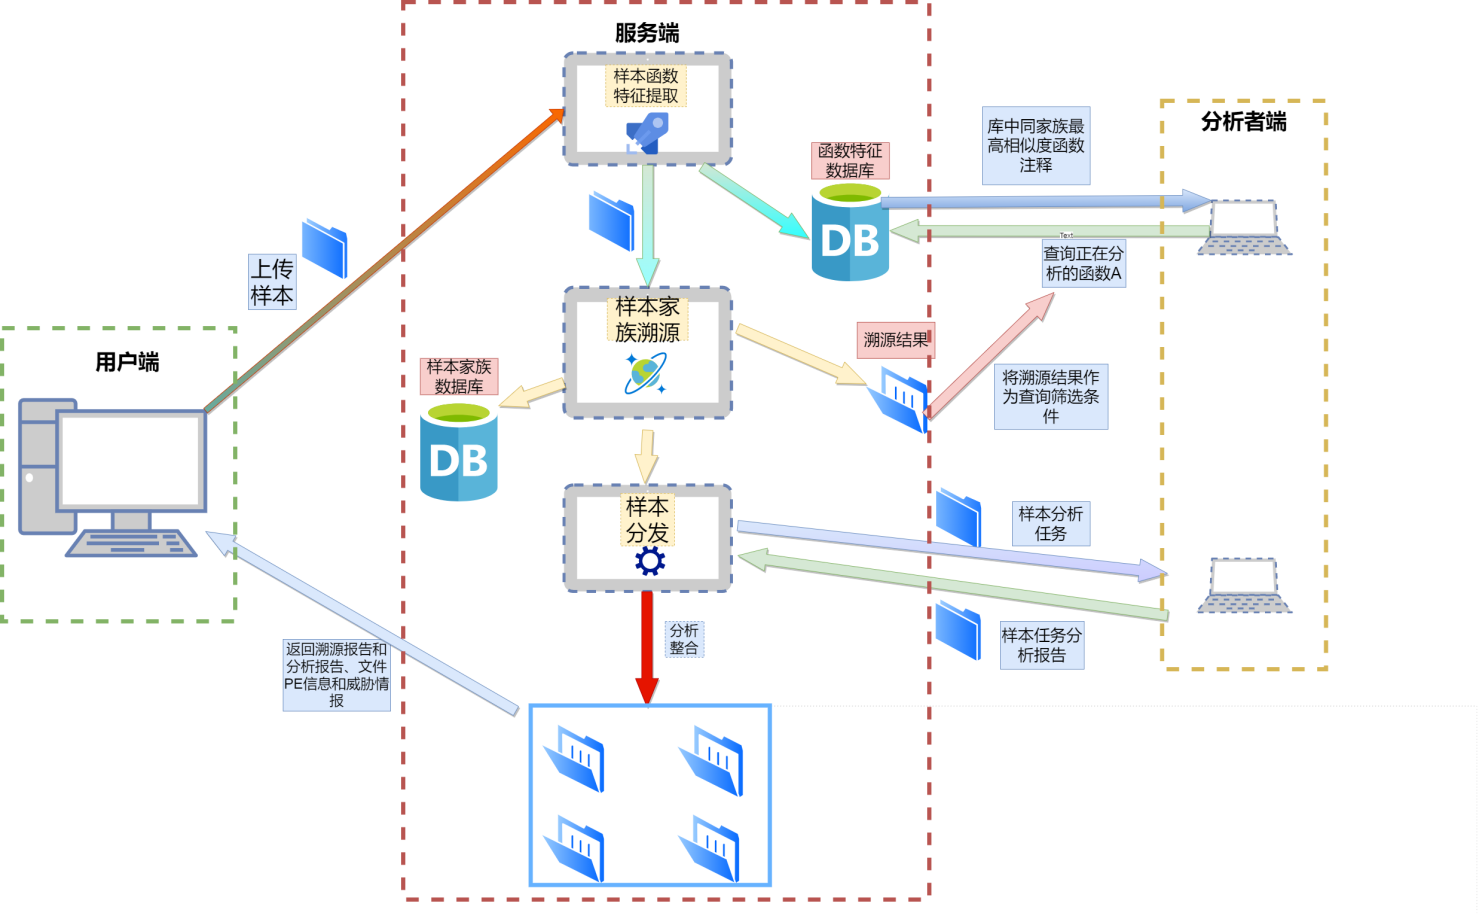 服务端
样本函数
特征提取
函数特征
数据库
DB
库中同家族最
高相似度函数
注释
分析者端
Text
查询正在分
析的函数A
上传
样本
用户端
样本家
族溯源
溯源结果
将溯源结果作
为查询筛选条
件
样本家族
数据库
DB
样本
分发
样本分析
任务
样本任务分
析报告
分析
整合
返回溯源报告和
分析报告、文件
PE信息和威胁情
报